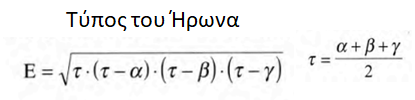 Τύπος του Ήρωνα
Ε = √τ·(τ−α)·(τ−β)·(τ−γ) τ = α+β+γ / 2